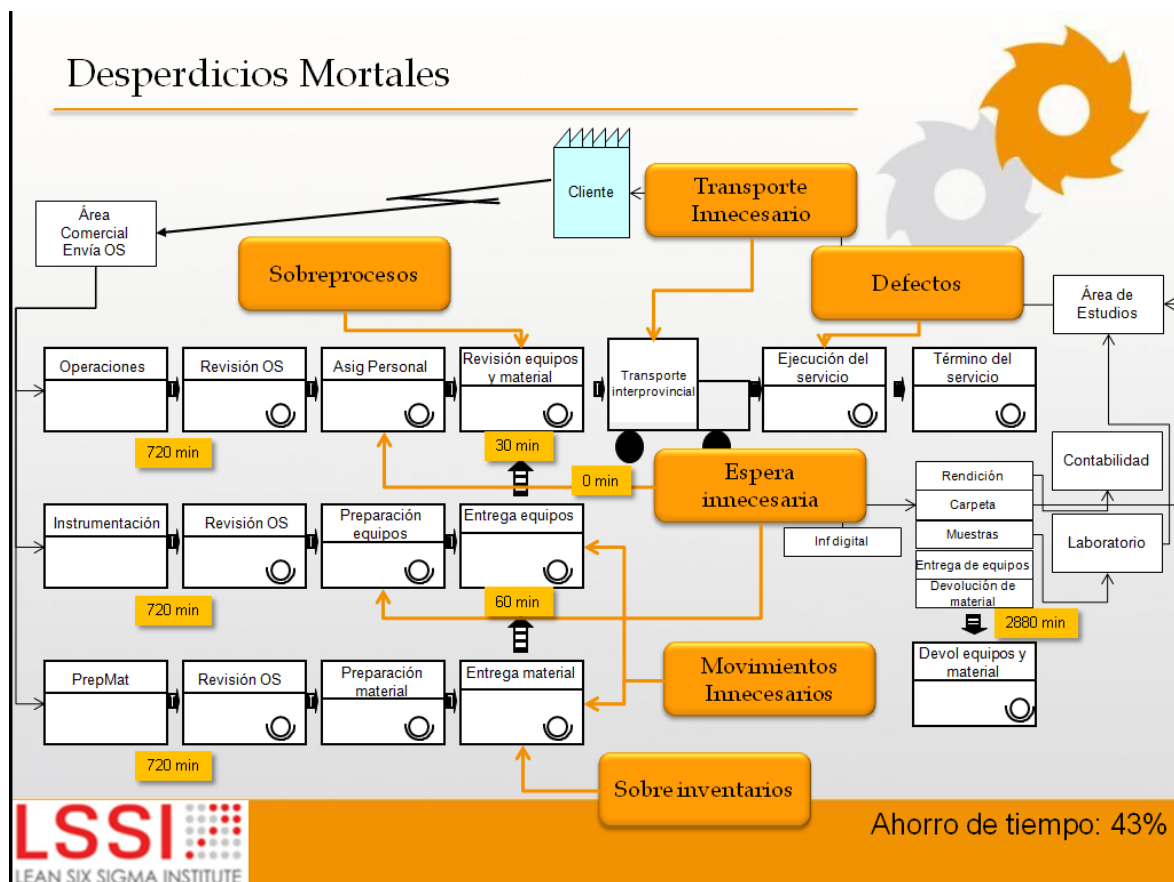 Desperdicios Mortales
Cliente
Transporte
Innecesario
Área
Comercial
Envía OS
Sobreprocesos
Defectos
Área de
Estudios
Operaciones
Revisión OS
Asig Personal
Revisión equipos
y material
Transporte
interprovincial
Ejecución del
servicio
Término del
servicio
720 min
30 min
0 min
Espera
innecesaria
Contabilidad
Rendición
Carpeta
Muestras
Entrega de equipos
Devolución de
material
Inf digital
Laboratorio
Instrumentación
Revisión OS
Preparación
equipos
Entrega equipos
720 min
60 min
2880 min
Movimientos
Innecesarios
Devol equipos y
material
PrepMat
Revisión OS
Preparación
material
Entrega material
720 min
Sobre inventarios
LSSI
LEAN SIX SIGMA INSTITUTE
Ahorro de tiempo: 43%